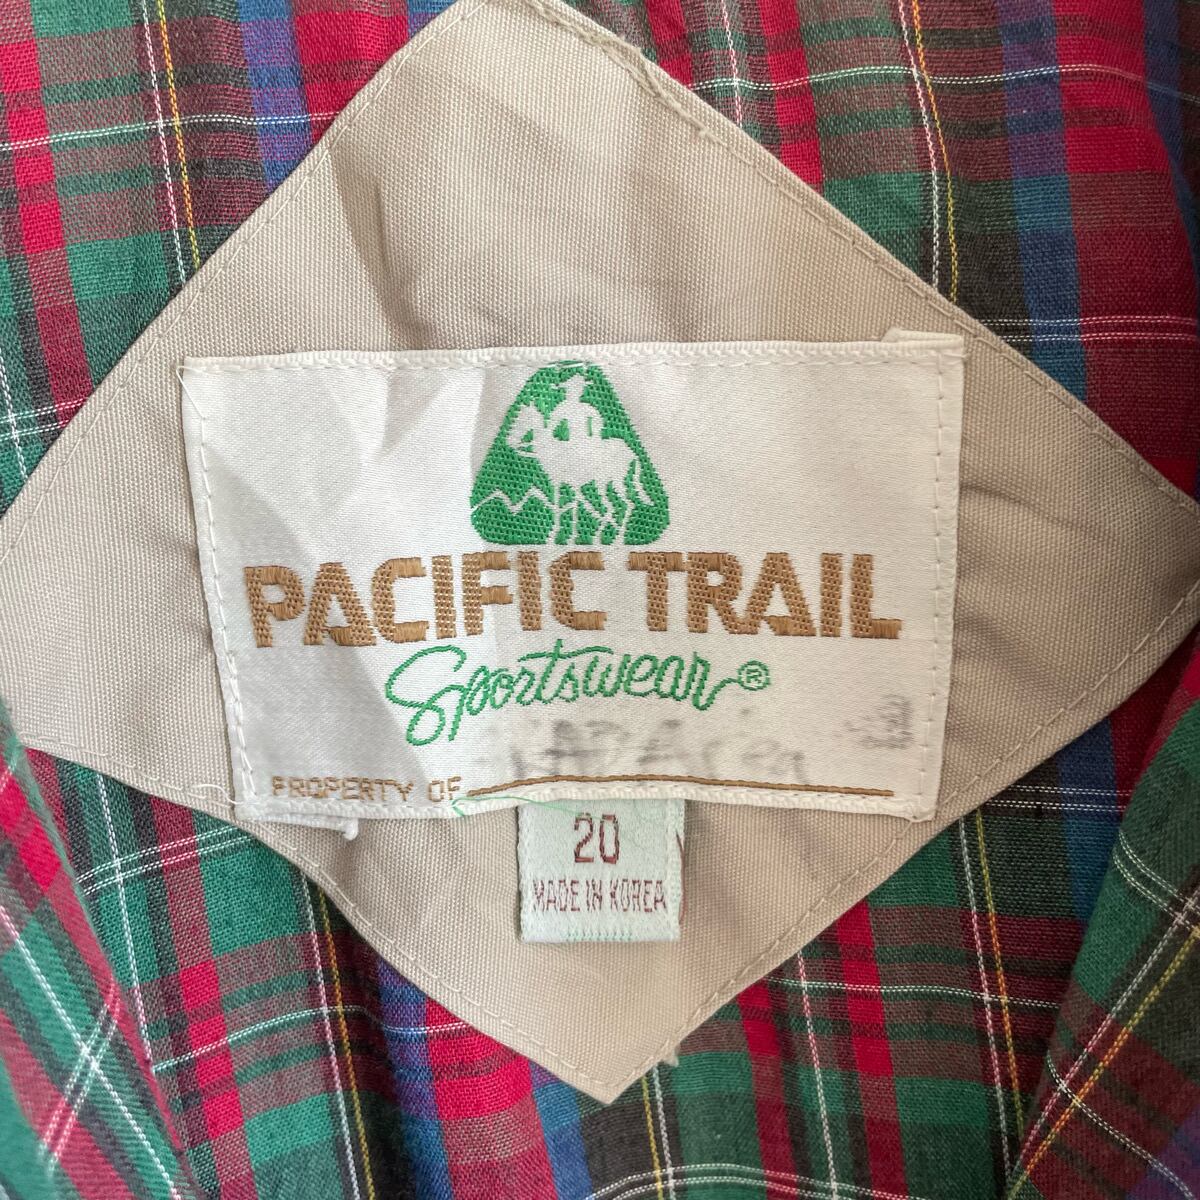 PACIFIC TRAIL
Sportswear®
PROPERTY OF
20
MADE IN KOREA